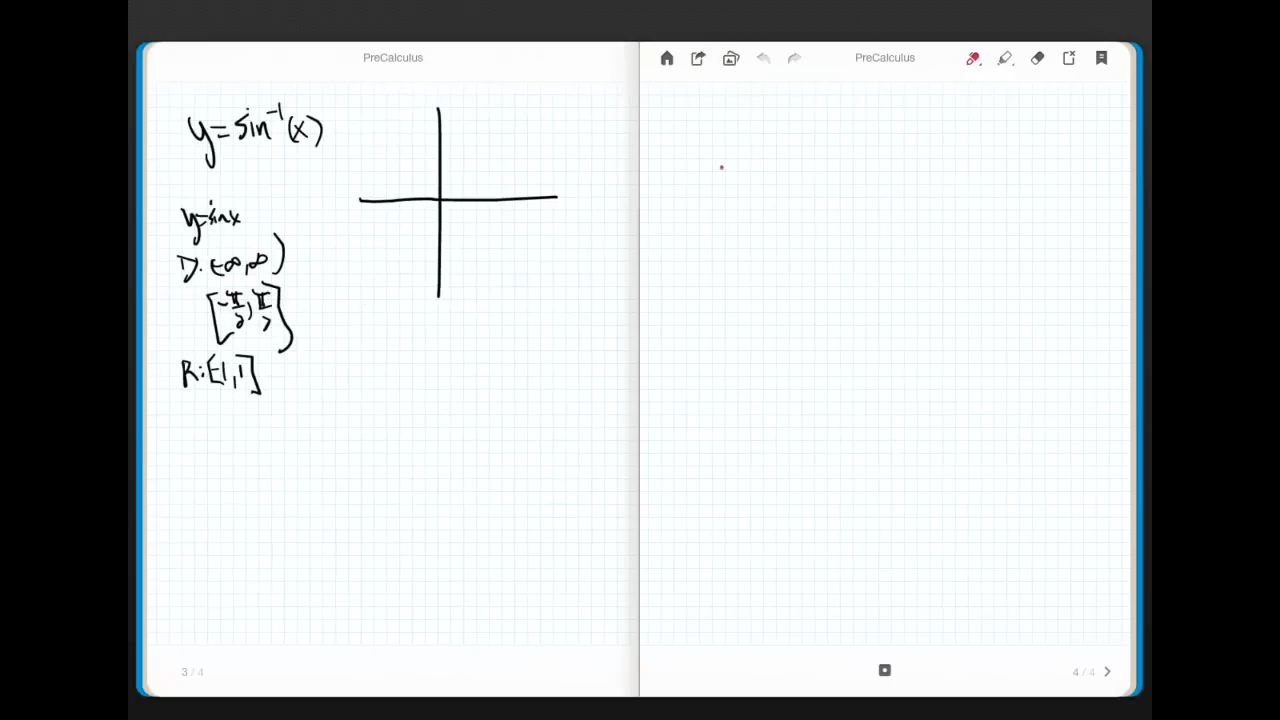 PreCalculus
y=sin⁻¹(x)
y=sinx
D: (-∞,∞)
[-π/2, π/2]
R: [-1,1]
3 / 4
PreCalculus
4 / 4